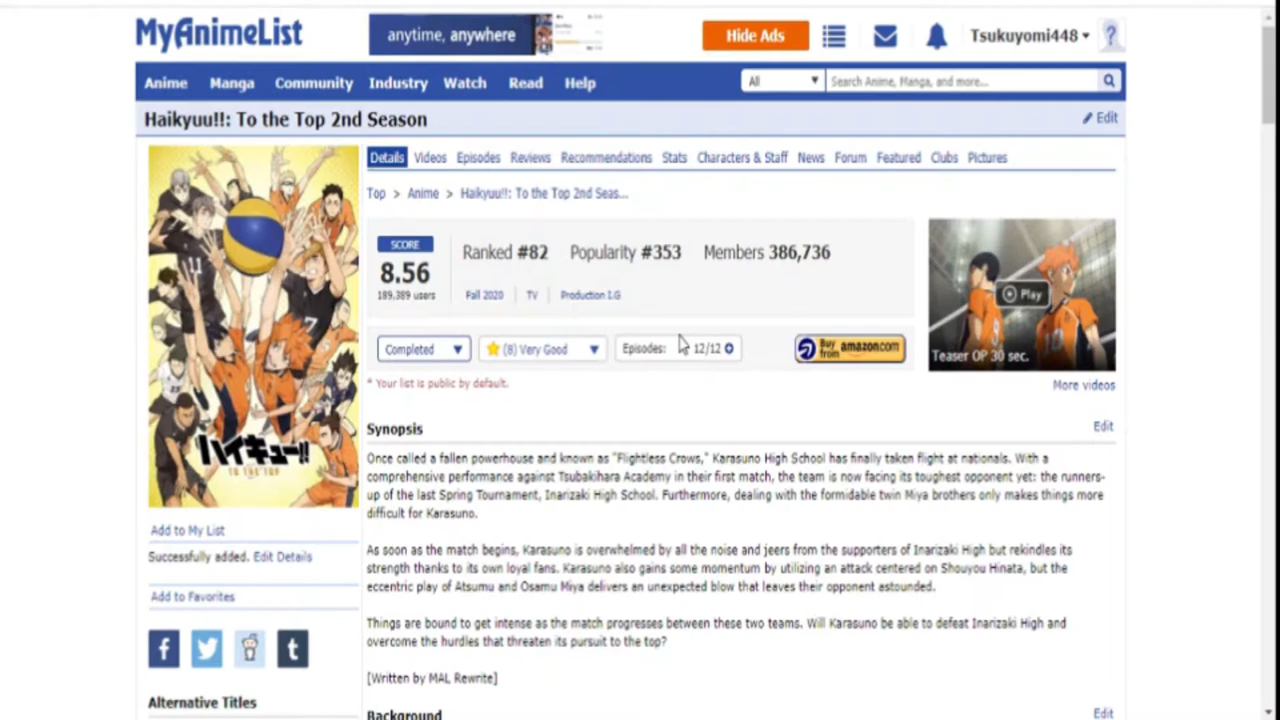 MyAnimeList
anytime, anywhere
Hide Ads
Tsukuyomi448
?
Anime Manga Community Industry Watch Read Help
All
Search Anime, Manga, and more...
Haikyuu!!: To the Top 2nd Season
Edit
Details Videos Episodes Reviews Recommendations Stats Characters & Staff News Forum Featured Clubs Pictures
Top > Anime > Haikyuu!!: To the Top 2nd Seas...
SCORE
8.56
189,389 users
Ranked #82 Popularity #353 Members 386,736
Fall 2020 TV Production I.G
Completed
(8) Very Good
Episodes: 12/12
Buy from amazon.com
Play
Teaser OP 30 sec.
* Your list is public by default.
More videos
ハイキュー!!
TO THE TOP
Synopsis
Edit
Once called a fallen powerhouse and known as "Flightless Crows," Karasuno High School has finally taken flight at nationals. With a
comprehensive performance against Tsubakihara Academy in their first match, the team is now facing its toughest opponent yet: the runners-
up of the last Spring Tournament, Inarizaki High School. Furthermore, dealing with the formidable twin Miya brothers only makes things more
difficult for Karasuno.
As soon as the match begins, Karasuno is overwhelmed by all the noise and jeers from the supporters of Inarizaki High but rekindles its
strength thanks to its own loyal fans. Karasuno also gains some momentum by utilizing an attack centered on Shouyou Hinata, but the
eccentric play of Atsumu and Osamu Miya delivers an unexpected blow that leaves their opponent astounded.
Things are bound to get intense as the match progresses between these two teams. Will Karasuno be able to defeat Inarizaki High and
overcome the hurdles that threaten its pursuit to the top?
[Written by MAL Rewrite]
Background
Edit
Add to My List
Successfully added. Edit Details
Add to Favorites
f
t
Alternative Titles